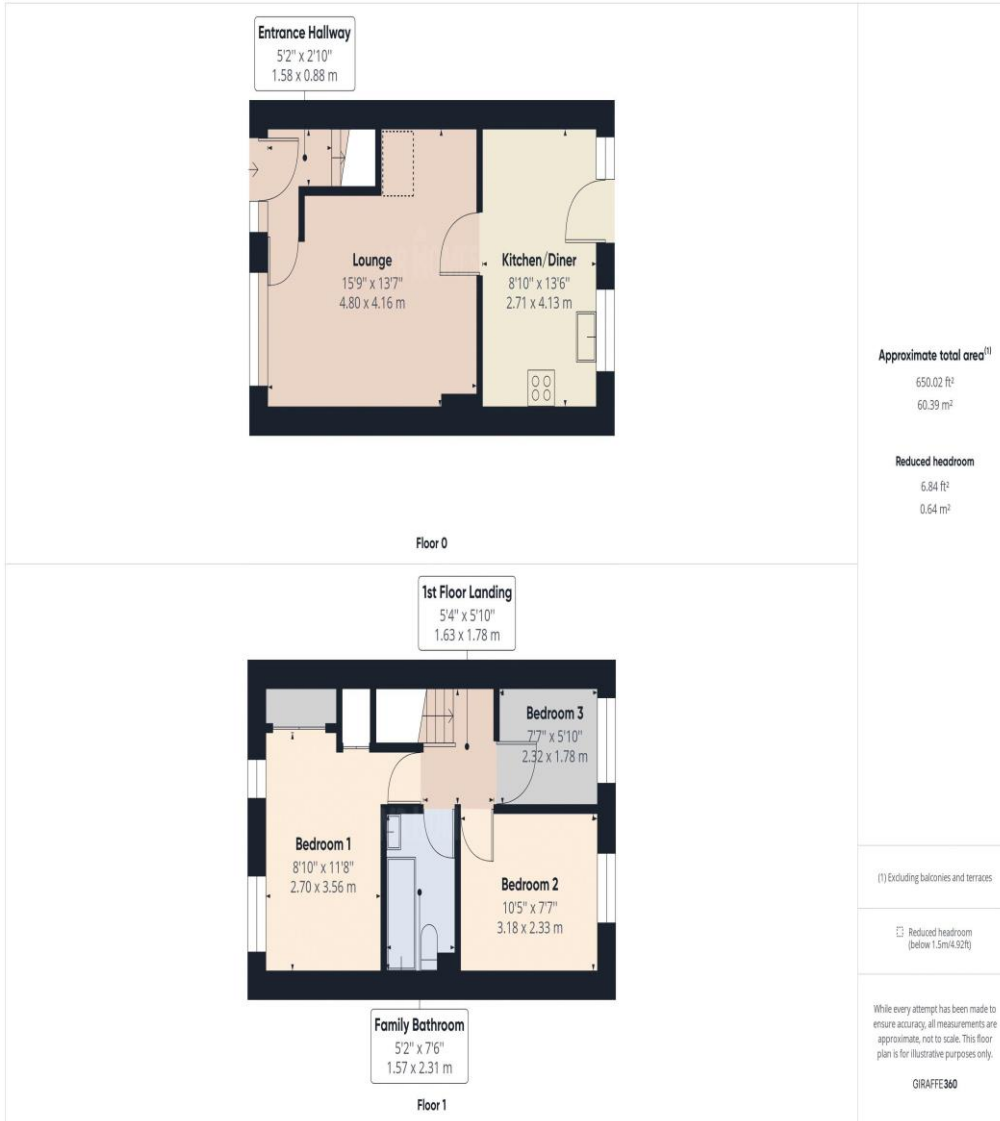 Entrance Hallway
5'2" x 2'10"
1.58 x 0.88 m
Lounge
15'9" x 13'7"
4.80 x 4.16 m
Kitchen/Diner
8'10" x 13'6"
2.71 x 4.13 m
Floor 0
1st Floor Landing
5'4" x 5'10"
1.63 x 1.78 m
Bedroom 3
7'7" x 5'10"
2.32 x 1.78 m
Bedroom 1
8'10" x 11'8"
2.70 x 3.56 m
Bedroom 2
10'5" x 7'7"
3.18 x 2.33 m
Family Bathroom
5'2" x 7'6"
1.57 x 2.31 m
Floor 1
Approximate total area(1)
650.02 ft²
60.39 m²
Reduced headroom
6.84 ft²
0.64 m²
(1) Excluding balconies and terraces
Reduced headroom
(below 1.5m/4.92ft)
While every attempt has been made to
ensure accuracy, all measurements are
approximate, not to scale. This floor
plan is for illustrative purposes only.
GIRAFFE360